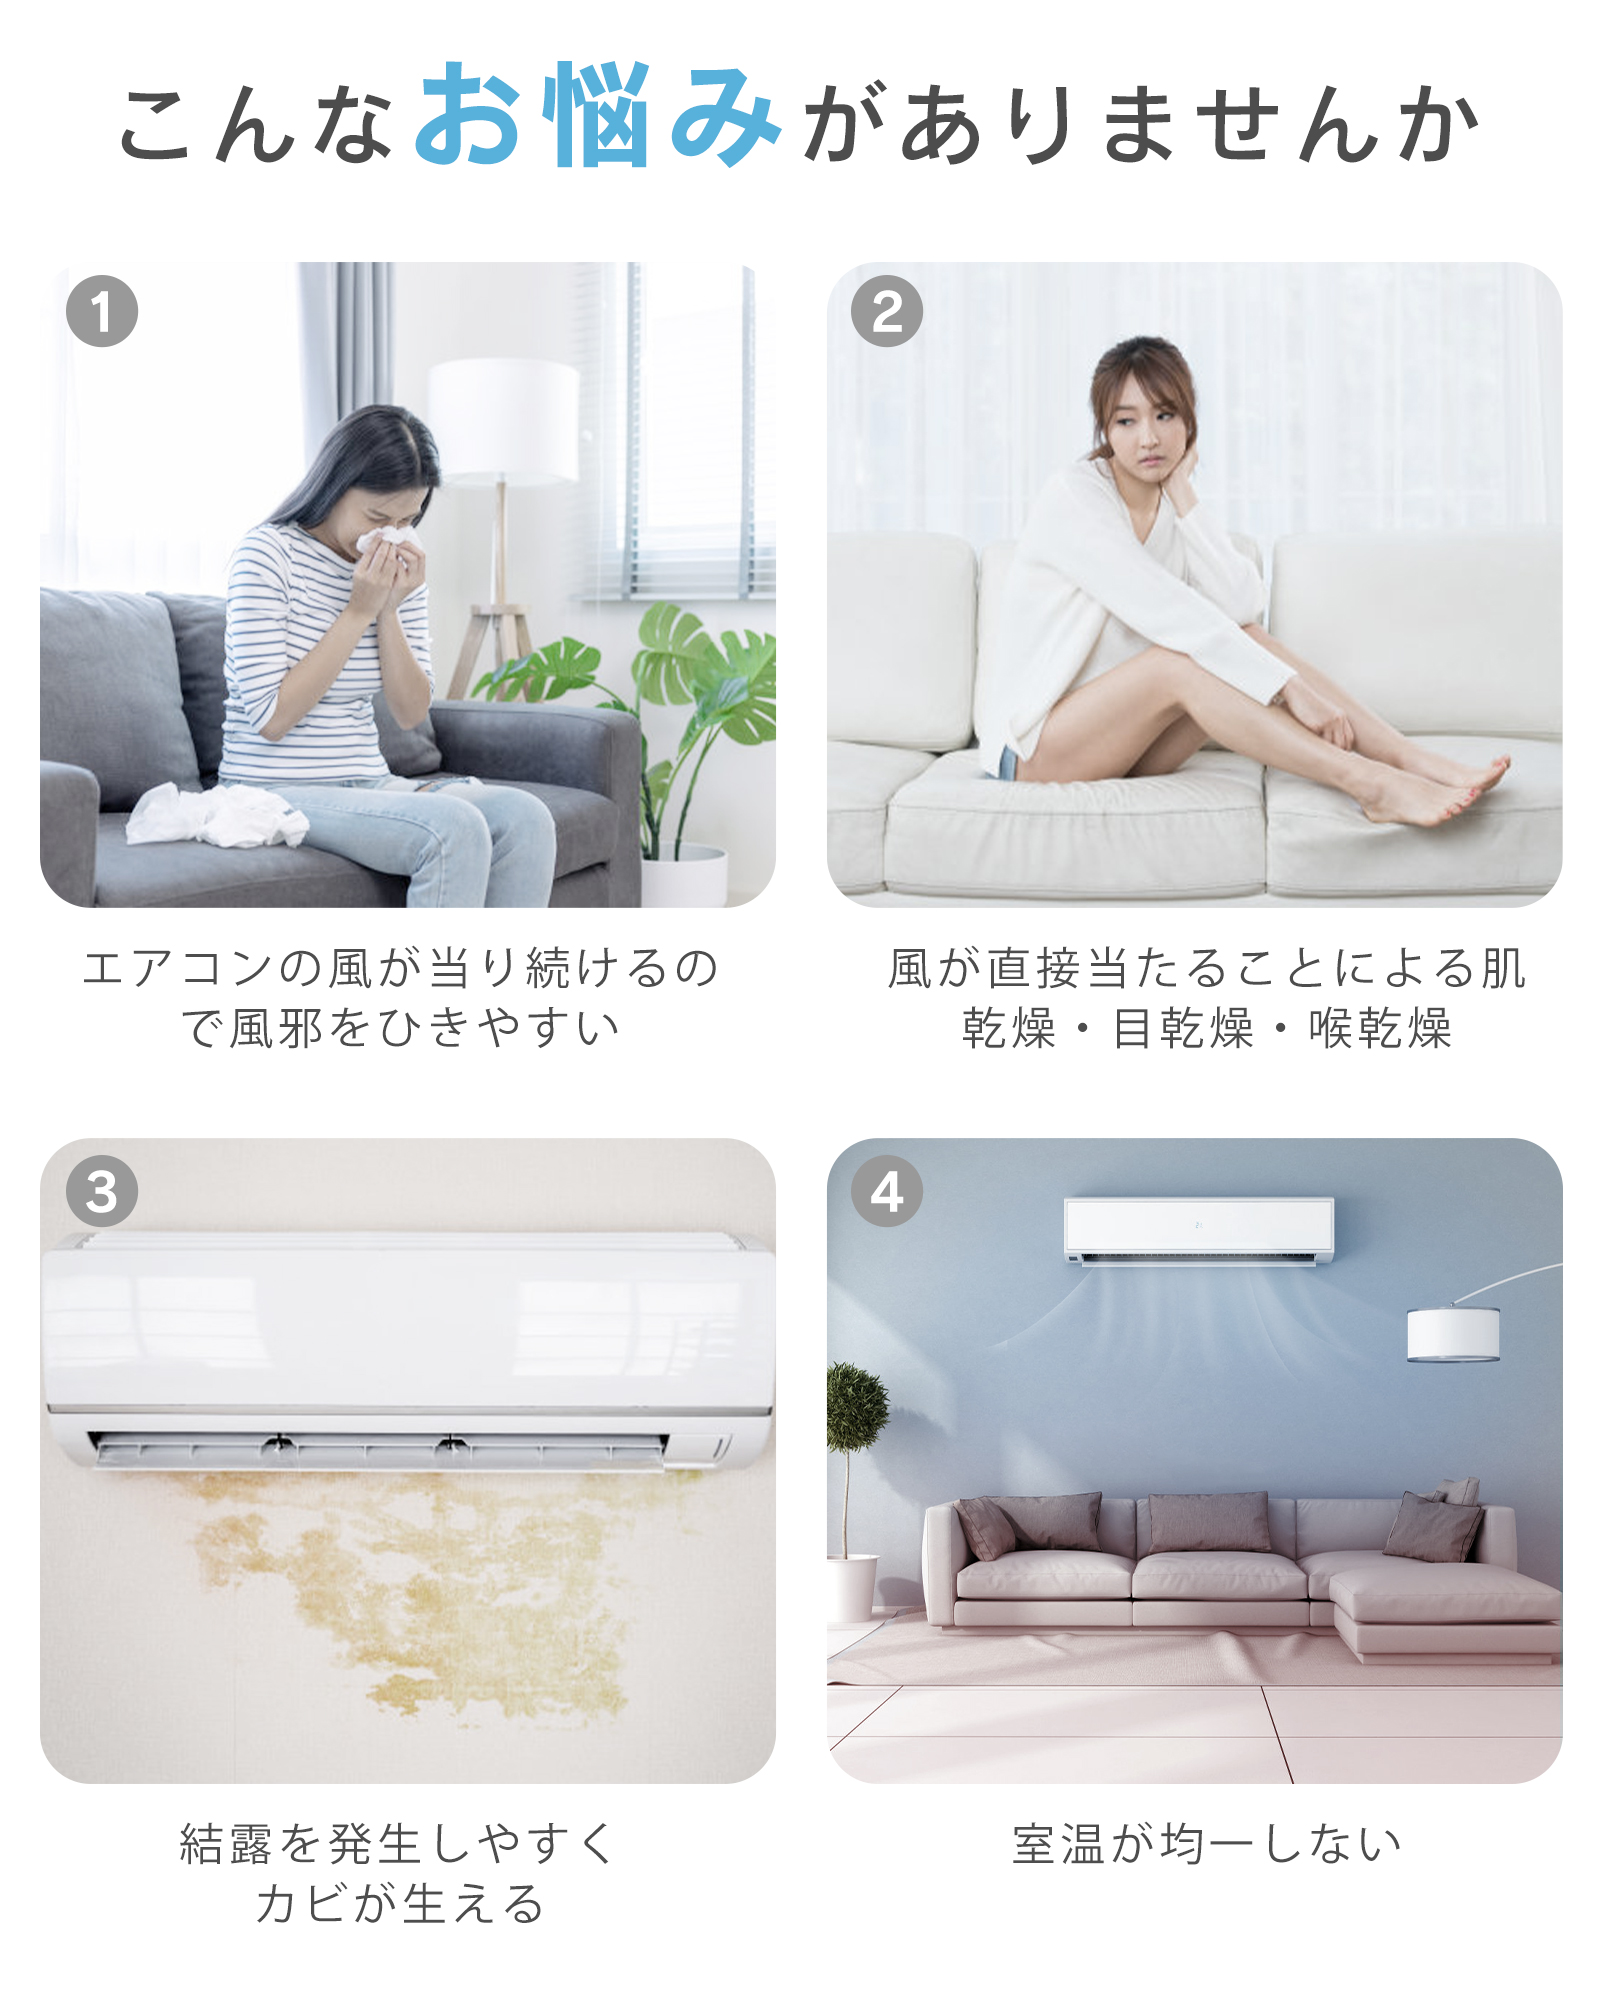 こんなお悩みがありませんか
1
2
エアコンの風が当り続けるの
で風邪をひきやすい
風が直接当たることによる肌
乾燥・目乾燥・喉乾燥
3
4
結露を発生しやすく
カビが生える
室温が均一しない